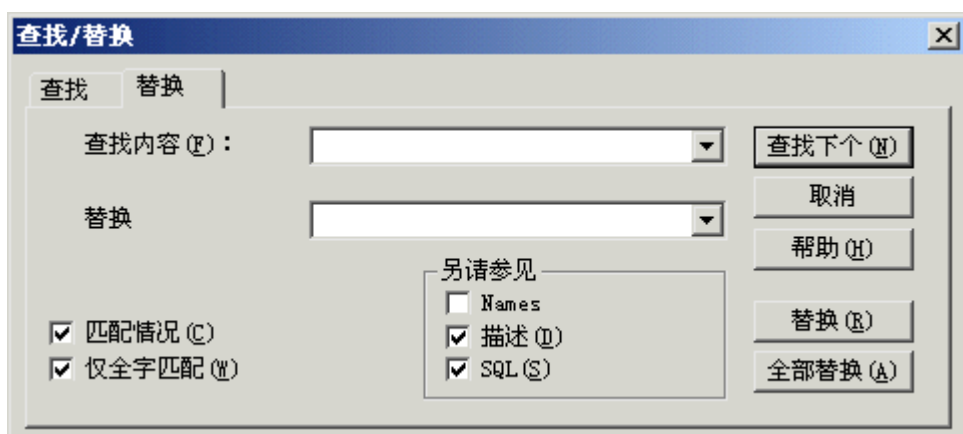 查找/替换
查找 替换
查找内容(F)： 查找下个(N)
取消
替换
帮助(H)
另请参见
Names
匹配情况(C) 描述(D) 替换(R)
仅全字匹配(W) SQL(S) 全部替换(A)